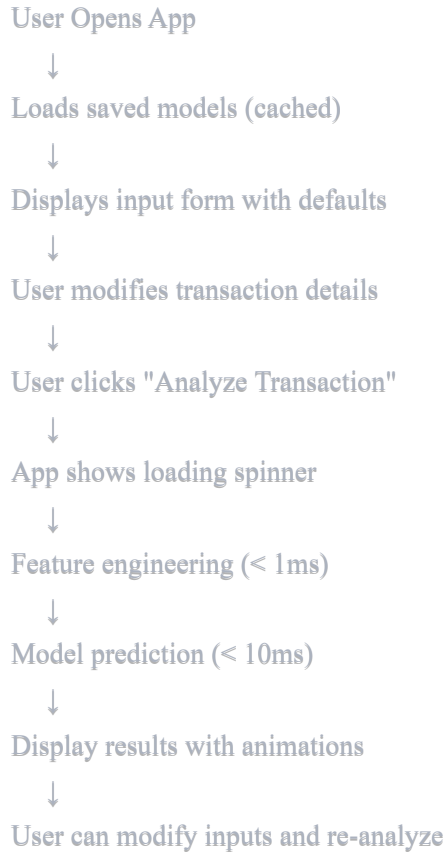 User Opens App
↓
Loads saved models (cached)
↓
Displays input form with defaults
↓
User modifies transaction details
↓
User clicks "Analyze Transaction"
↓
App shows loading spinner
↓
Feature engineering (< 1ms)
↓
Model prediction (< 10ms)
↓
Display results with animations
↓
User can modify inputs and re-analyze